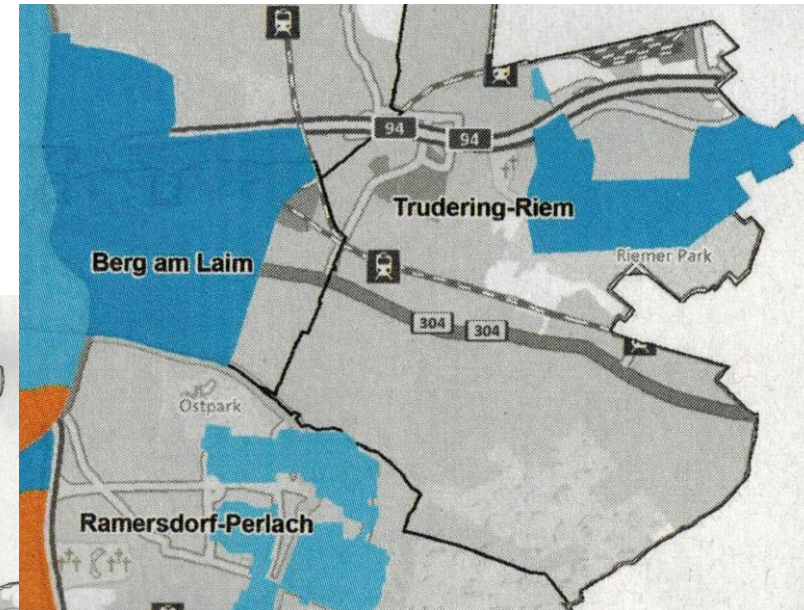 94
94
Trudering-Riem
Riemer Park
Berg am Laim
304
304
Ostpark
Ramersdorf-Perlach